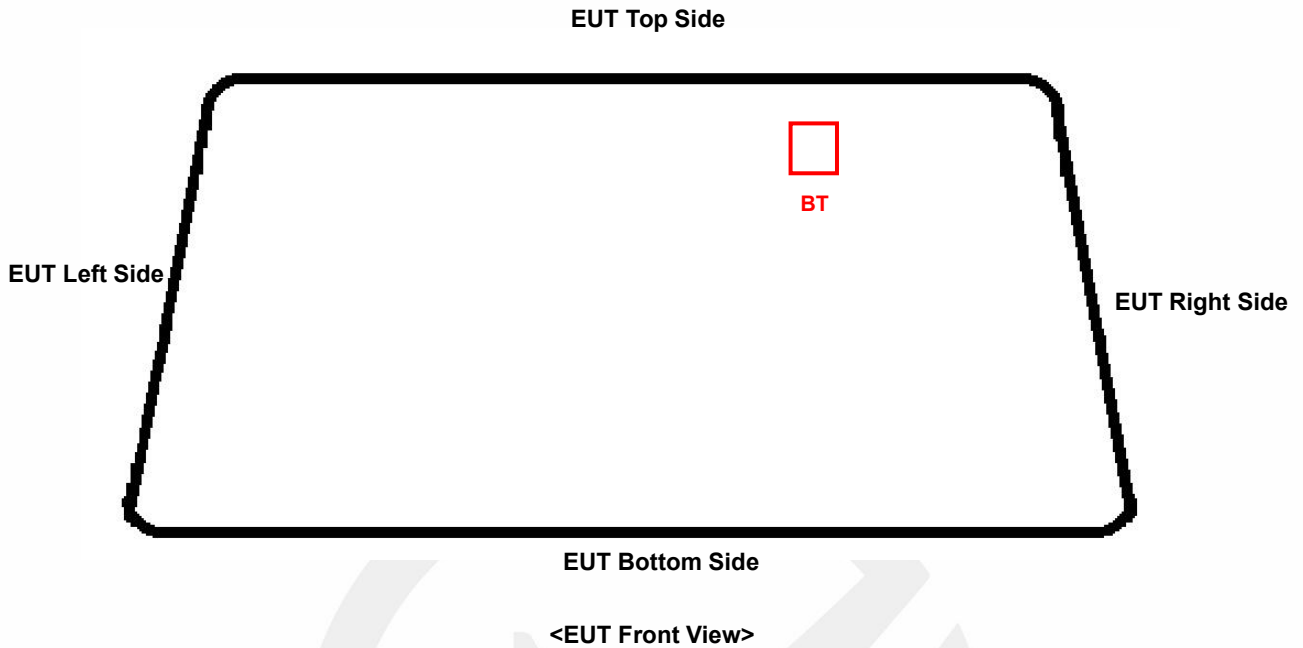 EUT Top Side
BT
EUT Left Side
EUT Right Side
EUT Bottom Side
<EUT Front View>